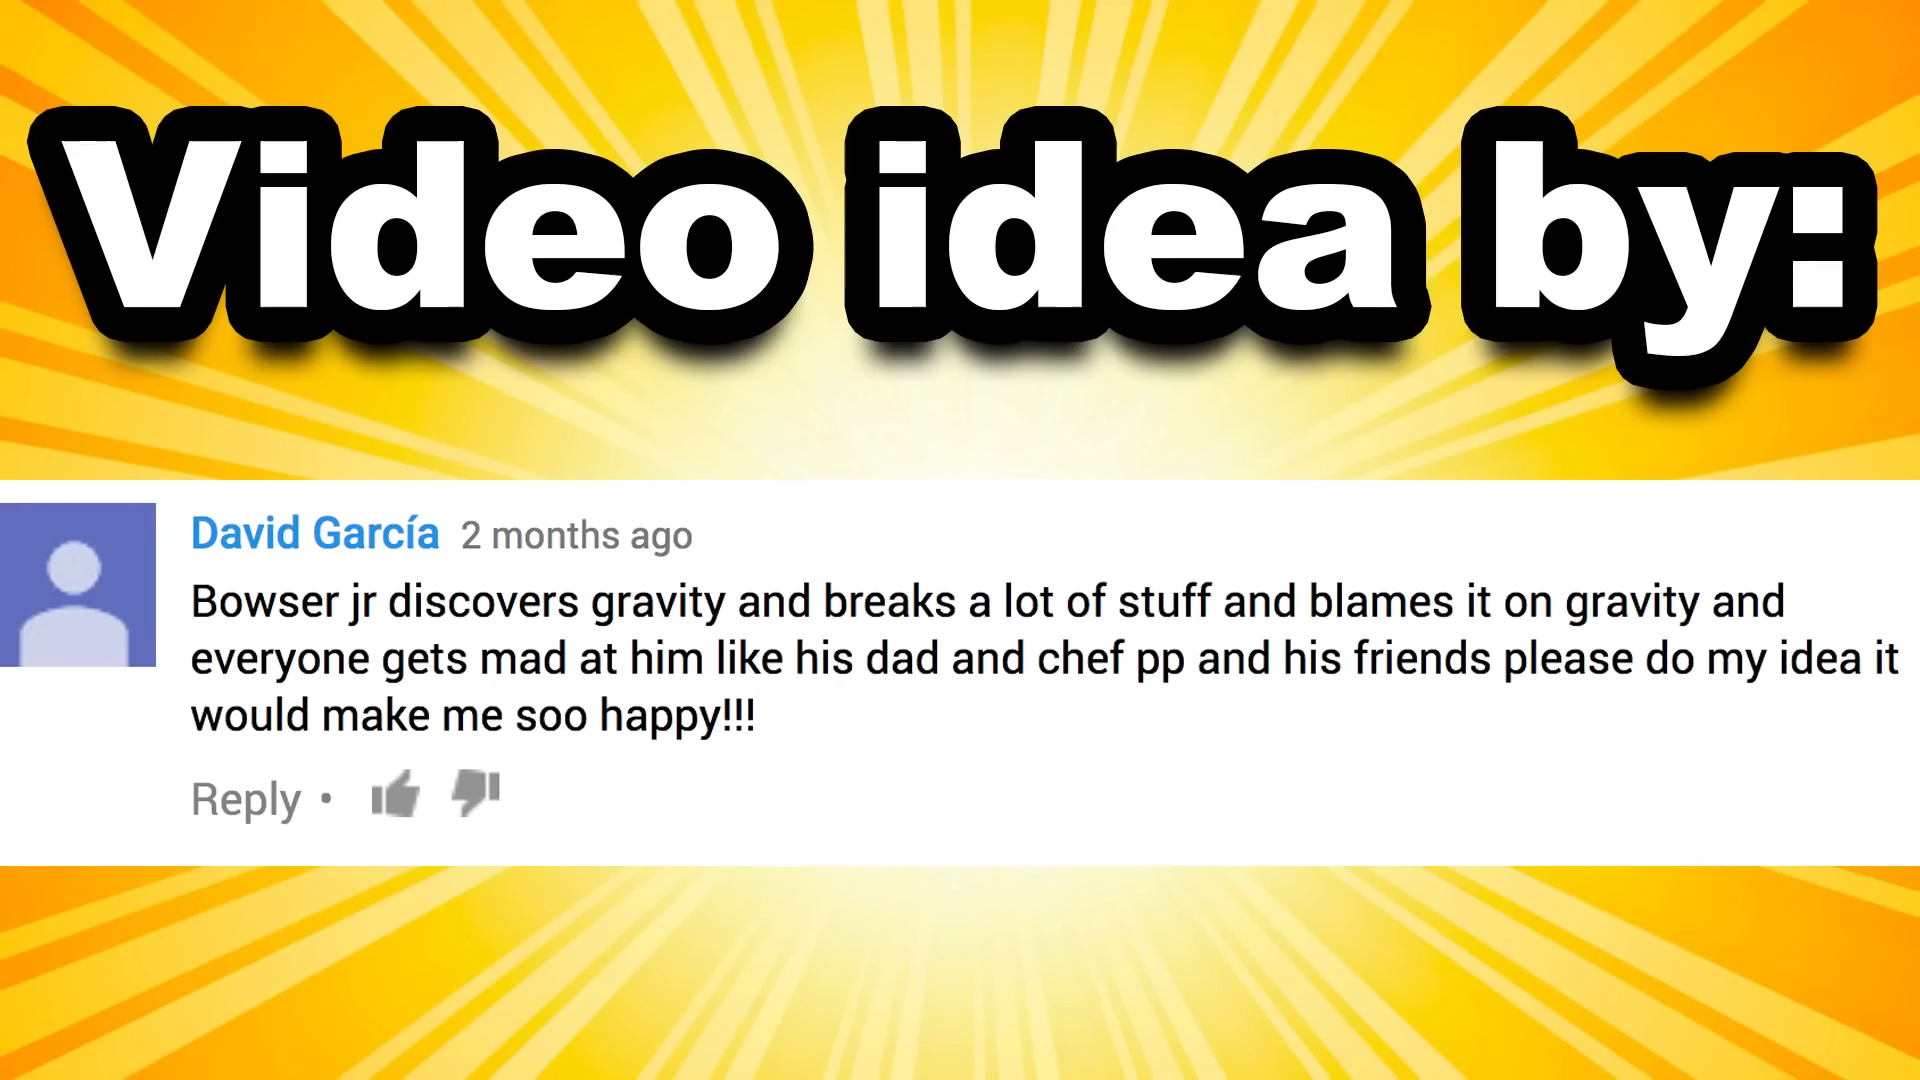 Video idea by:
David García 2 months ago
Bowser jr discovers gravity and breaks a lot of stuff and blames it on gravity and
everyone gets mad at him like his dad and chef pp and his friends please do my idea it
would make me soo happy!!!
Reply •